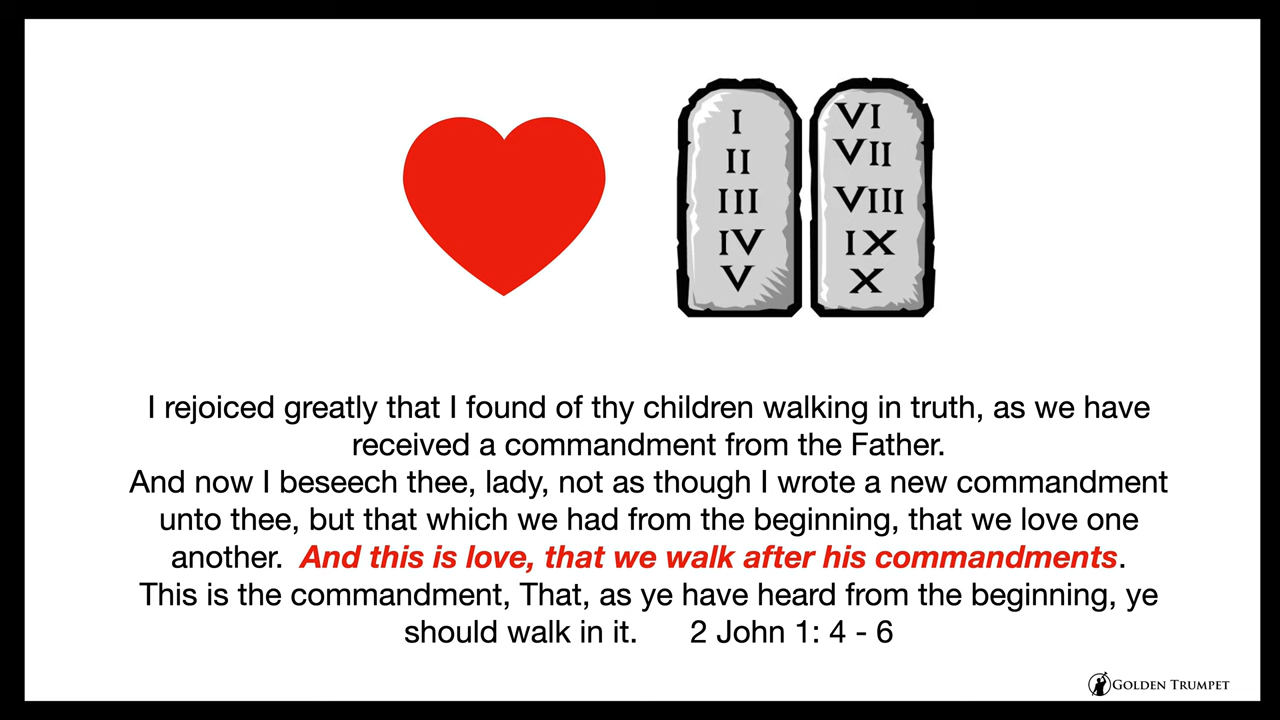 I
II
III
IV
V
VI
VII
VIII
IX
X
I rejoiced greatly that I found of thy children walking in truth, as we have
received a commandment from the Father.
And now I beseech thee, lady, not as though I wrote a new commandment
unto thee, but that which we had from the beginning, that we love one
another. And this is love, that we walk after his commandments.
This is the commandment, That, as ye have heard from the beginning, ye
should walk in it. 2 John 1: 4 - 6
GOLDEN TRUMPET